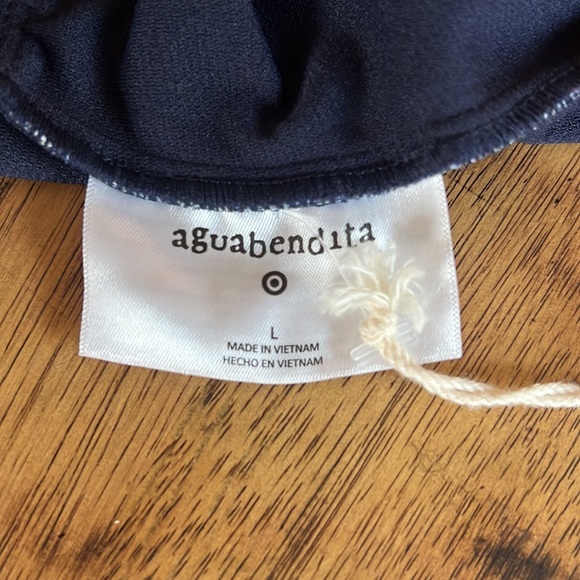 aguabendita
L
MADE IN VIETNAM
HECHO EN VIETNAM